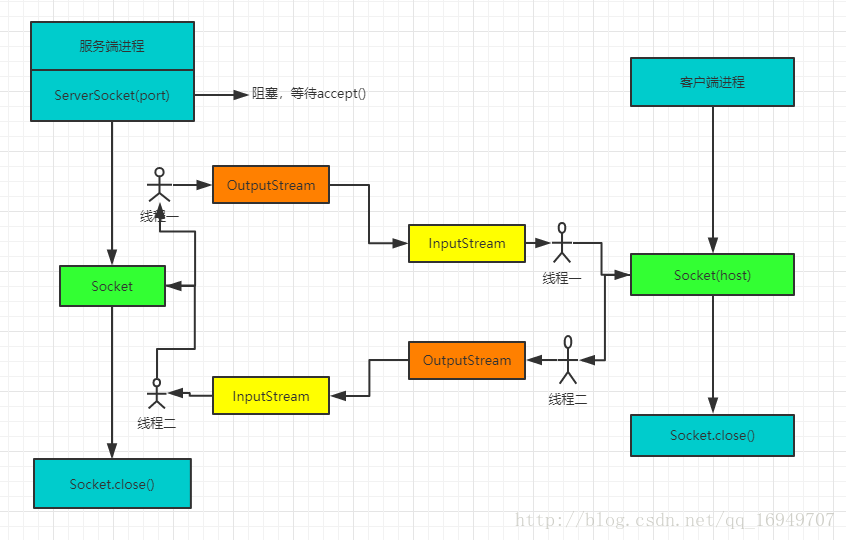 服务端进程
ServerSocket(port)
阻塞，等待accept()
客户端进程
OutputStream
线程一
InputStream
线程一
Socket
Socket(host)
OutputStream
线程二
InputStream
线程二
Socket.close()
Socket.close()
http://blog.csdn.net/qq_16949707